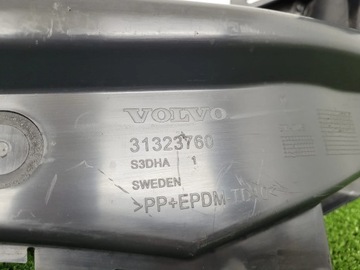 VOLVO
31323760
S3DHA 1
SWEDEN
>PP+EPDM-